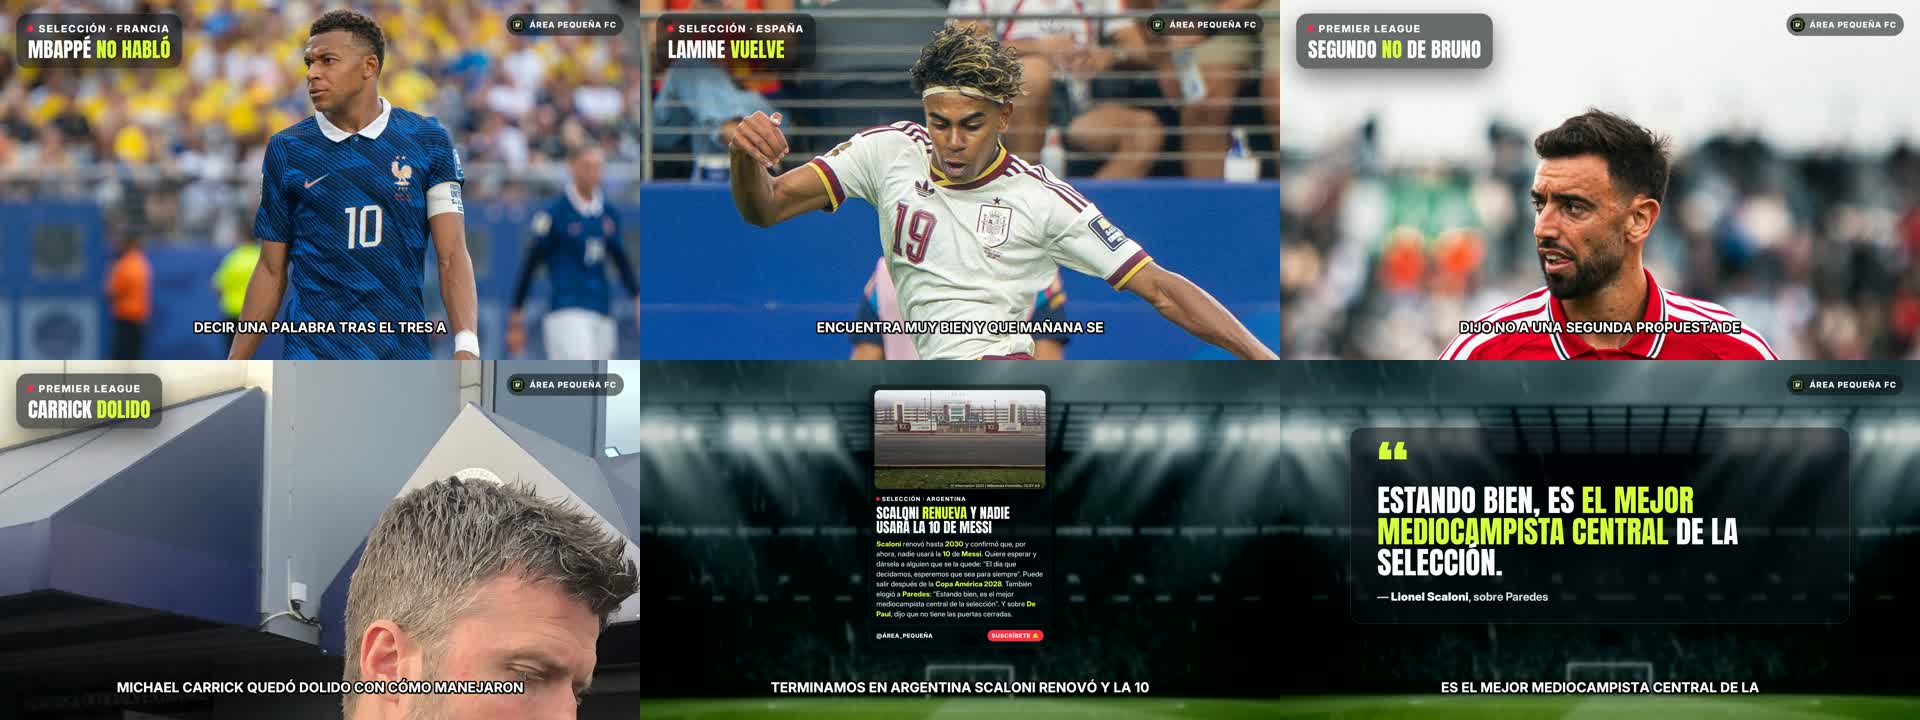 SELECCIÓN · FRANCIA
MBAPPÉ NO HABLÓ
ÁREA PEQUEÑA FC
10
DECIR UNA PALABRA TRAS EL TRES A
SELECCIÓN · ESPAÑA
LAMINE VUELVE
ÁREA PEQUEÑA FC
19
ENCUENTRA MUY BIEN Y QUE MAÑANA SE
PREMIER LEAGUE
SEGUNDO NO DE BRUNO
ÁREA PEQUEÑA FC
DIJO NO A UNA SEGUNDA PROPUESTA DE
PREMIER LEAGUE
CARRICK DOLIDO
ÁREA PEQUEÑA FC
MICHAEL CARRICK QUEDÓ DOLIDO CON CÓMO MANEJARON
SELECCIÓN · ARGENTINA
SCALONI RENUEVA Y NADIE
USARÁ LA 10 DE MESSI
Scaloni renovó hasta 2030 y confirmó que, por
ahora, nadie usará la 10 de Messi. Quiere esperar y
dársela a alguien que se la quede: "El día que
decidamos, esperemos que sea para siempre". Puede
salir después de la Copa América 2028. También
elogió a Paredes: "Estando bien, es el mejor
mediocampista central de la selección". Y sobre De
Paul, dijo que no tiene las puertas cerradas.
@ÁREA_PEQUEÑA
SUSCRÍBETE
TERMINAMOS EN ARGENTINA SCALONI RENOVÓ Y LA 10
ÁREA PEQUEÑA FC
ESTANDO BIEN, ES EL MEJOR
MEDIOCAMPISTA CENTRAL DE LA
SELECCIÓN.
— Lionel Scaloni, sobre Paredes
ES EL MEJOR MEDIOCAMPISTA CENTRAL DE LA